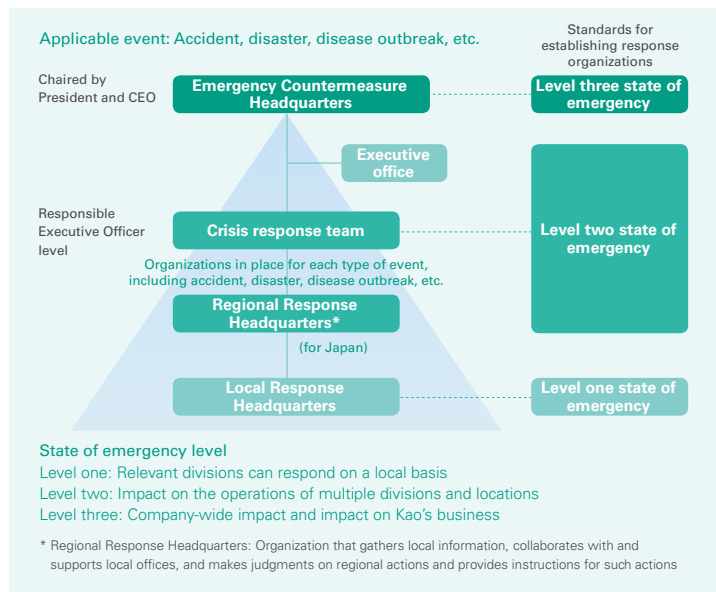 Applicable event: Accident, disaster, disease outbreak, etc.
Standards for
establishing response
organizations
Chaired by
President and CEO
Emergency Countermeasure
Headquarters
Level three state of
emergency
Executive
office
Responsible
Executive Officer
level
Crisis response team
Level two state of
emergency
Organizations in place for each type of event,
including accident, disaster, disease outbreak, etc.
Regional Response
Headquarters*
(for Japan)
Local Response
Headquarters
Level one state of
emergency
State of emergency level
Level one: Relevant divisions can respond on a local basis
Level two: Impact on the operations of multiple divisions and locations
Level three: Company-wide impact and impact on Kao's business
* Regional Response Headquarters: Organization that gathers local information, collaborates with and
supports local offices, and makes judgments on regional actions and provides instructions for such actions